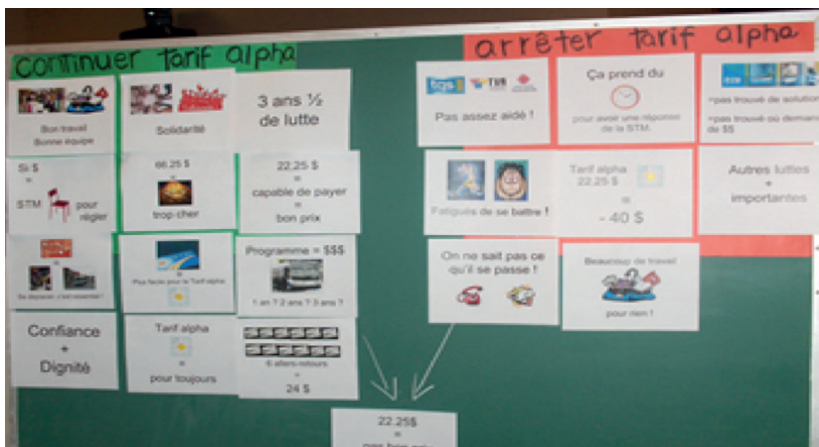 continuer tarif alpha
Bon travail
Bonne équipe
Solidarité
3 ans ½
de lutte
Si $
=
STM pour
régler
66.25 $
=
trop cher
22.25 $
=
capable de payer
=
bon prix
=
Se déplacer, c'est essentiel !
=
Plus facile pour le Tarif alpha
Programme = $$$
1 an ? 2 ans ? 3 ans ?
Confiance
+
Dignité
Tarif alpha
=
pour toujours
6 allers-retours
=
24 $
arrêter tarif alpha
tqs
Pas assez aidé !
Ça prend du
pour avoir une réponse
de la STM.
=pas trouvé de solution
=pas trouvé où
du $$
Fatigués de se battre !
Tarif alpha
22.25 $
=
- 40 $
Autres luttes
+
importantes
On ne sait pas ce
qu'il se passe !
Beaucoup de travail
pour rien !
22.25$
=
pas bon prix